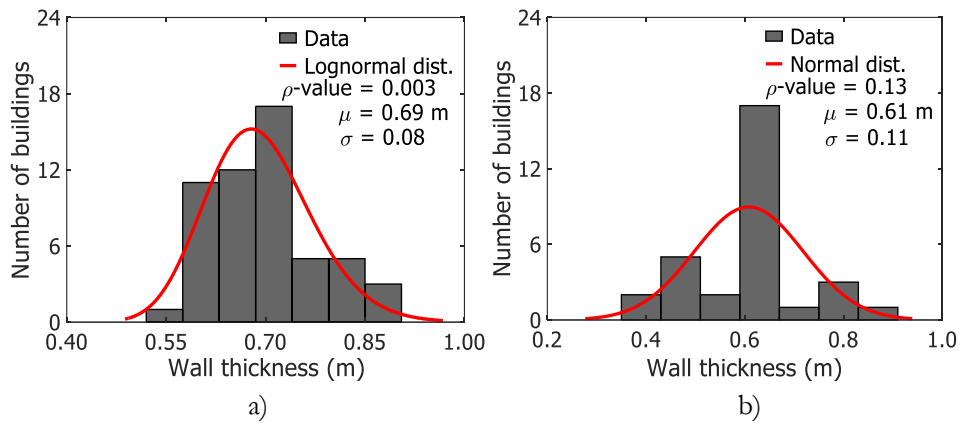 24
18
12
6
0
Number of buildings
Data
Lognormal dist.
ρ-value = 0.003
μ = 0.69 m
σ = 0.08
0.40 0.55 0.70 0.85 1.00
Wall thickness (m)
a)
24
18
12
6
0
Number of buildings
Data
Normal dist.
ρ-value = 0.13
μ = 0.61 m
σ = 0.11
0.2 0.4 0.6 0.8 1.0
Wall thickness (m)
b)